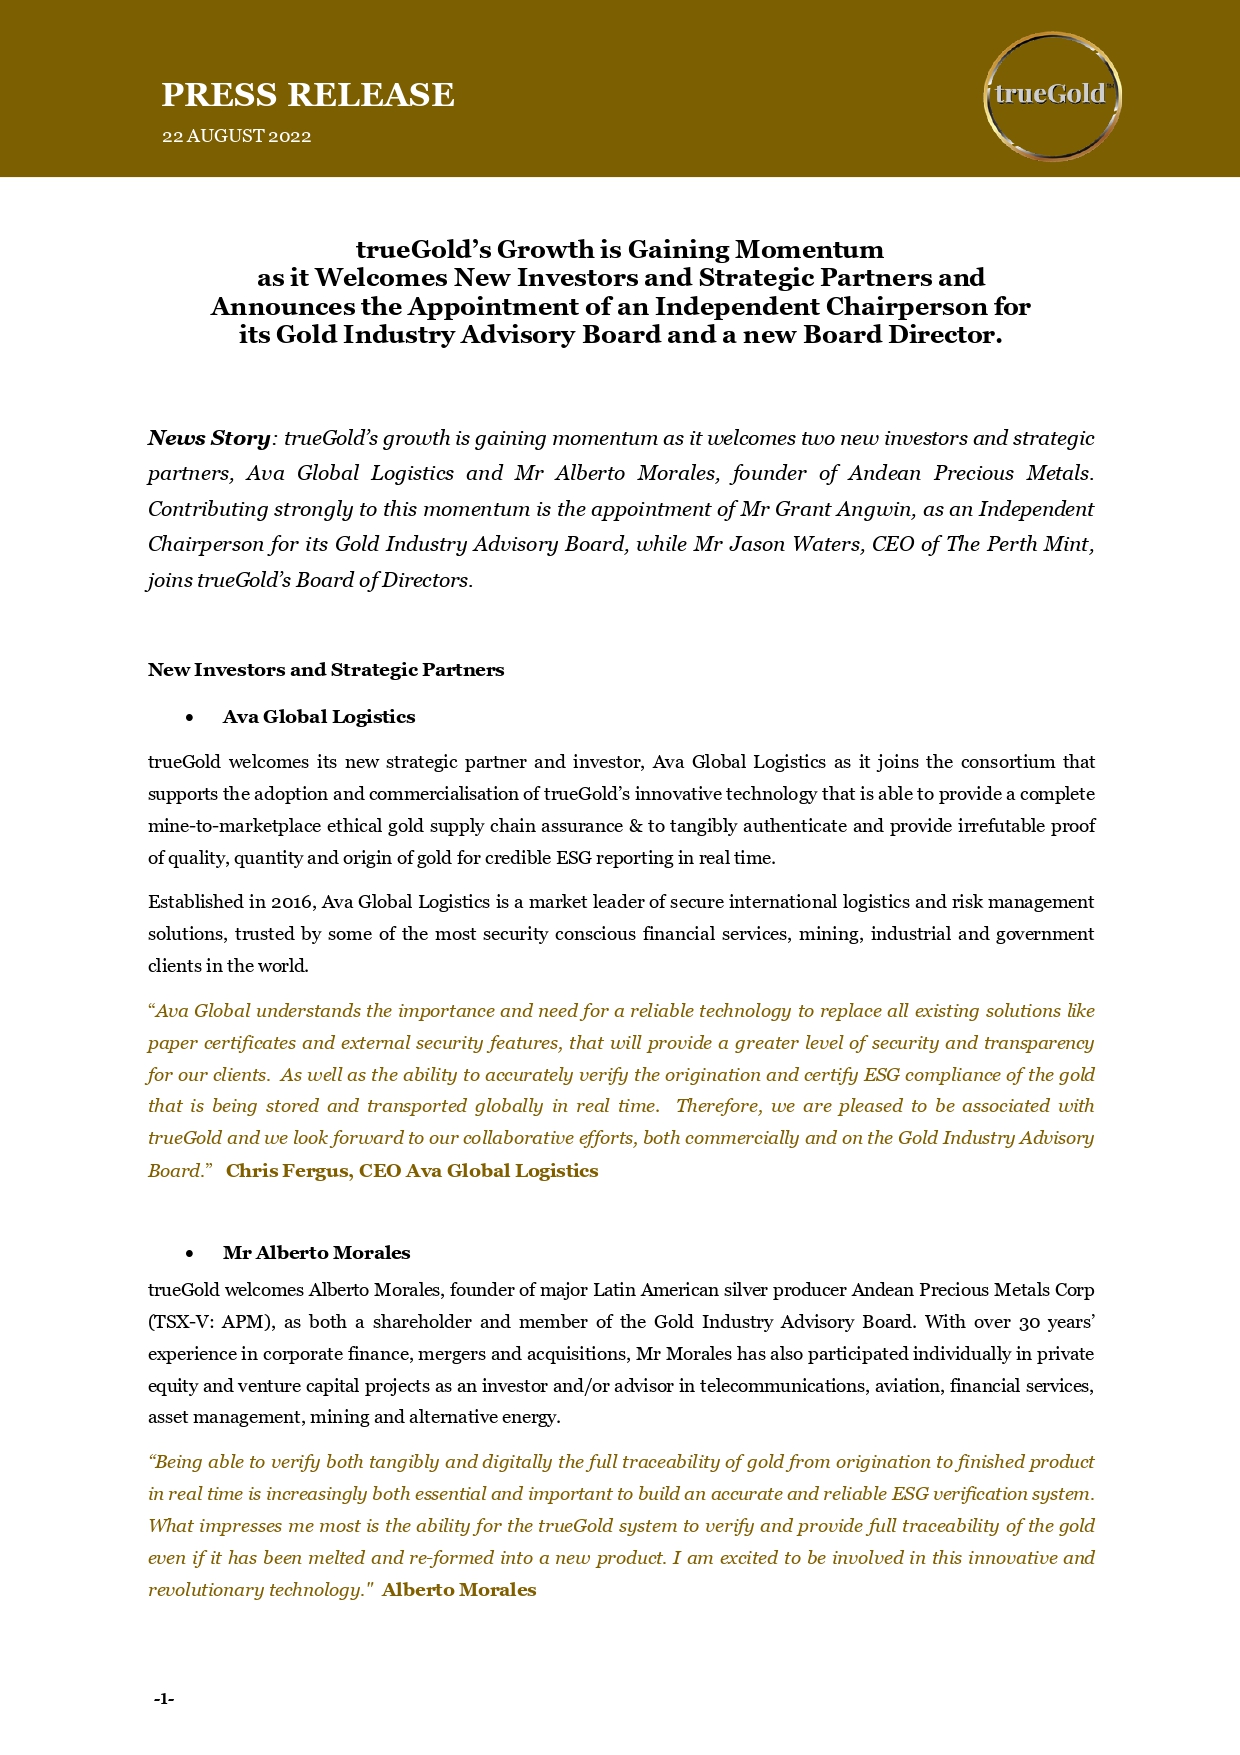 PRESS RELEASE
22 AUGUST 2022
trueGold™
trueGold’s Growth is Gaining Momentum
as it Welcomes New Investors and Strategic Partners and
Announces the Appointment of an Independent Chairperson for
its Gold Industry Advisory Board and a new Board Director.
News Story: trueGold’s growth is gaining momentum as it welcomes two new investors and strategic
partners, Ava Global Logistics and Mr Alberto Morales, founder of Andean Precious Metals.
Contributing strongly to this momentum is the appointment of Mr Grant Angwin, as an Independent
Chairperson for its Gold Industry Advisory Board, while Mr Jason Waters, CEO of The Perth Mint,
joins trueGold’s Board of Directors.
New Investors and Strategic Partners
• Ava Global Logistics
trueGold welcomes its new strategic partner and investor, Ava Global Logistics as it joins the consortium that
supports the adoption and commercialisation of trueGold’s innovative technology that is able to provide a complete
mine-to-marketplace ethical gold supply chain assurance & to tangibly authenticate and provide irrefutable proof
of quality, quantity and origin of gold for credible ESG reporting in real time.
Established in 2016, Ava Global Logistics is a market leader of secure international logistics and risk management
solutions, trusted by some of the most security conscious financial services, mining, industrial and government
clients in the world.
“Ava Global understands the importance and need for a reliable technology to replace all existing solutions like
paper certificates and external security features, that will provide a greater level of security and transparency
for our clients. As well as the ability to accurately verify the origination and certify ESG compliance of the gold
that is being stored and transported globally in real time. Therefore, we are pleased to be associated with
trueGold and we look forward to our collaborative efforts, both commercially and on the Gold Industry Advisory
Board.” Chris Fergus, CEO Ava Global Logistics
• Mr Alberto Morales
trueGold welcomes Alberto Morales, founder of major Latin American silver producer Andean Precious Metals Corp
(TSX-V: APM), as both a shareholder and member of the Gold Industry Advisory Board. With over 30 years’
experience in corporate finance, mergers and acquisitions, Mr Morales has also participated individually in private
equity and venture capital projects as an investor and/or advisor in telecommunications, aviation, financial services,
asset management, mining and alternative energy.
“Being able to verify both tangibly and digitally the full traceability of gold from origination to finished product
in real time is increasingly both essential and important to build an accurate and reliable ESG verification system.
What impresses me most is the ability for the trueGold system to verify and provide full traceability of the gold
even if it has been melted and re-formed into a new product. I am excited to be involved in this innovative and
revolutionary technology." Alberto Morales
-1-